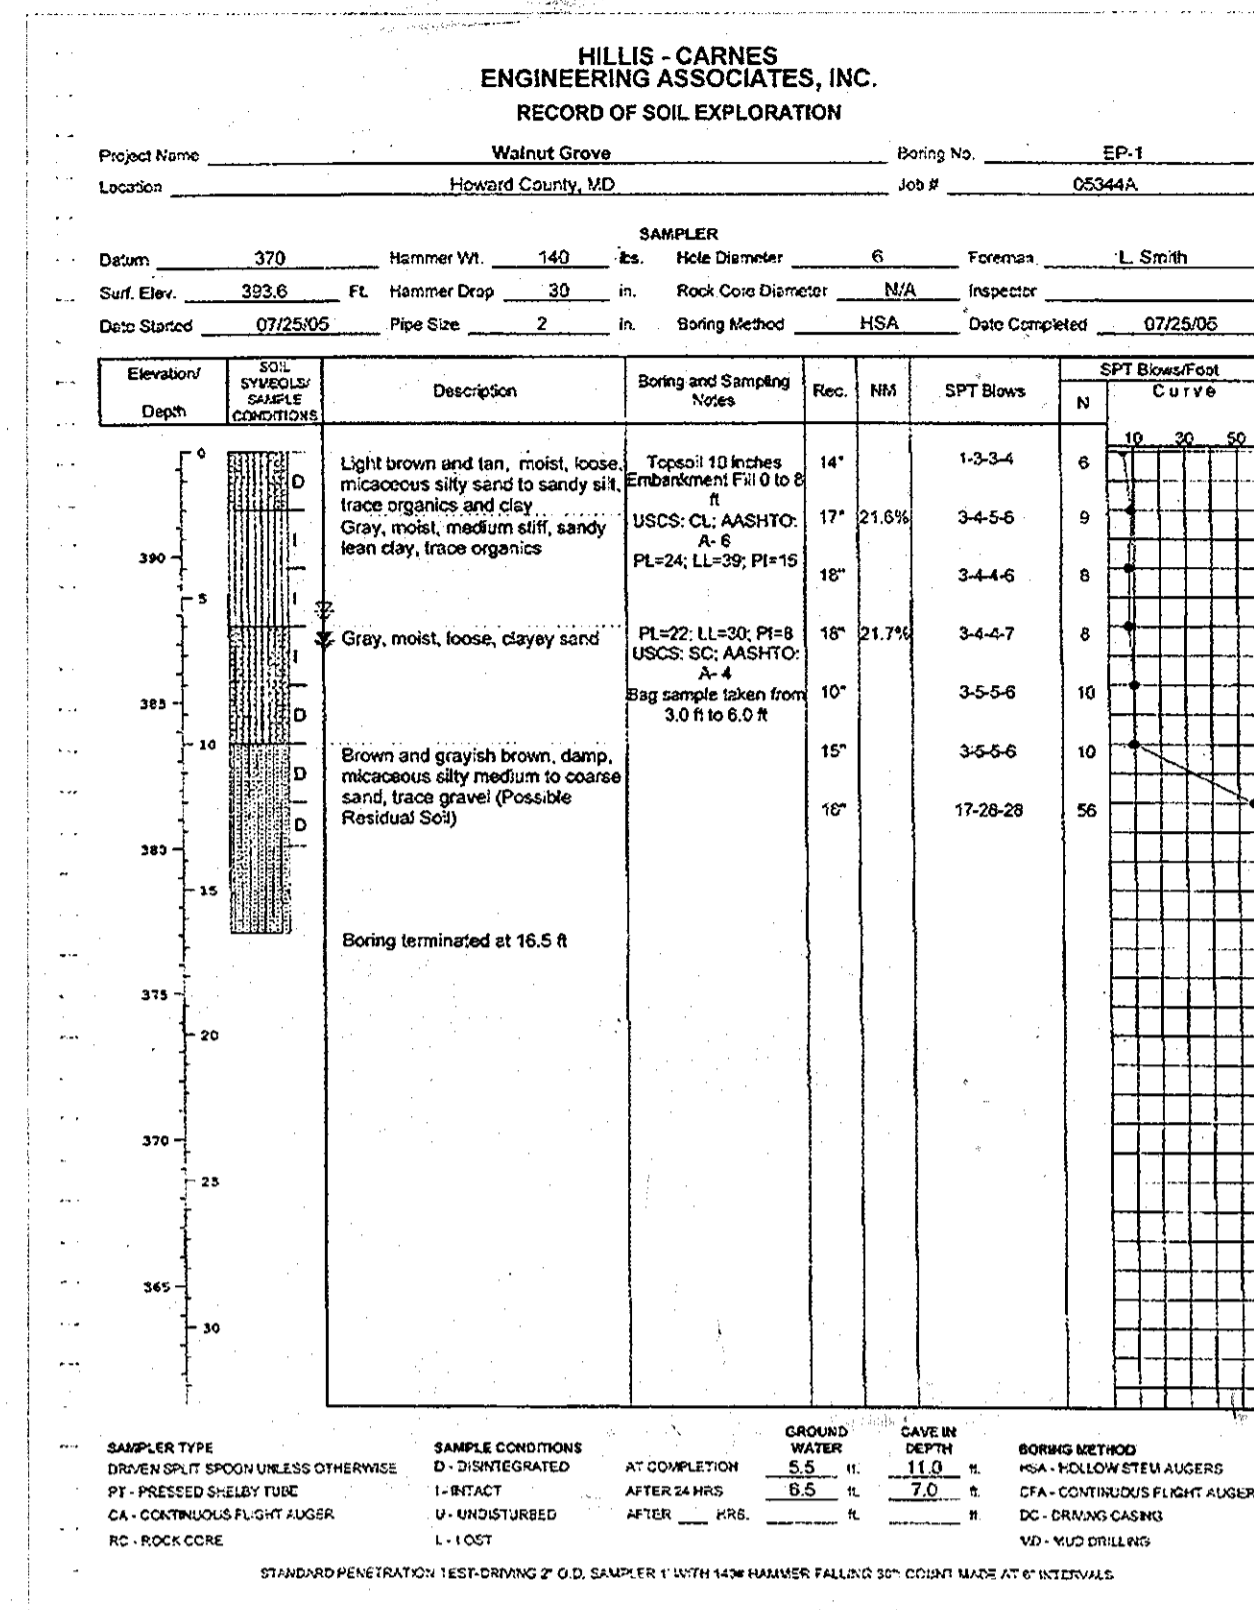 HILLIS - CARNES
ENGINEERING ASSOCIATES, INC.
RECORD OF SOIL EXPLORATION
Project Name Walnut Grove Boring No. EP-1
Location Howard County, MD Job # 05344A
SAMPLER
Datum 370 Hammer Wt. 140 lbs. Hole Diameter 6 Foreman L. Smith
Surf. Elev. 393.6 Ft. Hammer Drop 30 in. Rock Core Diameter N/A Inspector
Date Started 07/25/05 Pipe Size 2 in. Boring Method HSA Date Completed 07/25/05
Elevation/
Depth
SOIL
SYMBOLS/
SAMPLE
CONDITIONS
Description
Boring and Sampling
Notes
Rec.
NM
SPT Blows
SPT Blows/Foot
N
Curve
10 30 50
0
Light brown and tan, moist, loose,
micaceous silty sand to sandy silt,
trace organics and clay
D
Topsoil 10 inches
Embankment Fill 0 to 8
ft
14" 1-3-3-4 6
Gray, moist, medium stiff, sandy
lean clay, trace organics
USCS: CL; AASHTO:
A- 6
PL=24; LL=39; PI=15
17" 21.6% 3-4-5-6 9
I
390
18" 3-4-4-6 8
5
I
Gray, moist, loose, clayey sand
PL=22; LL=30; PI=8
USCS: SC; AASHTO:
A- 4
18" 21.7% 3-4-4-7 8
I
Bag sample taken from
3.0 ft to 6.0 ft
10" 3-5-5-6 10
385
D
10
Brown and grayish brown, damp,
micaceous silty medium to coarse
sand, trace gravel (Possible
Residual Soil)
15" 3-5-5-6 10
D
17-28-28 56
D
380
15
Boring terminated at 16.5 ft
375
20
370
25
365
30
SAMPLER TYPE
DRIVEN SPLIT SPOON UNLESS OTHERWISE
PT - PRESSED SHELBY TUBE
CA - CONTINUOUS FLIGHT AUGER
RC - ROCK CORE
SAMPLE CONDITIONS
D - DISINTEGRATED
I - INTACT
U - UNDISTURBED
L - LOST
GROUND
WATER
CAVE IN
DEPTH
AT COMPLETION 5.5 ft. 11.0 ft.
AFTER 24 HRS 6.5 ft. 7.0 ft.
AFTER ___ HRS. ft. ft.
BORING METHOD
HSA - HOLLOW STEM AUGERS
CFA - CONTINUOUS FLIGHT AUGER
DC - DRIVING CASING
MD - MUD DRILLING
STANDARD PENETRATION TEST-DRIVING 2" O.D. SAMPLER 1' WITH 140# HAMMER FALLING 30": COUNT MADE AT 6" INTERVALS